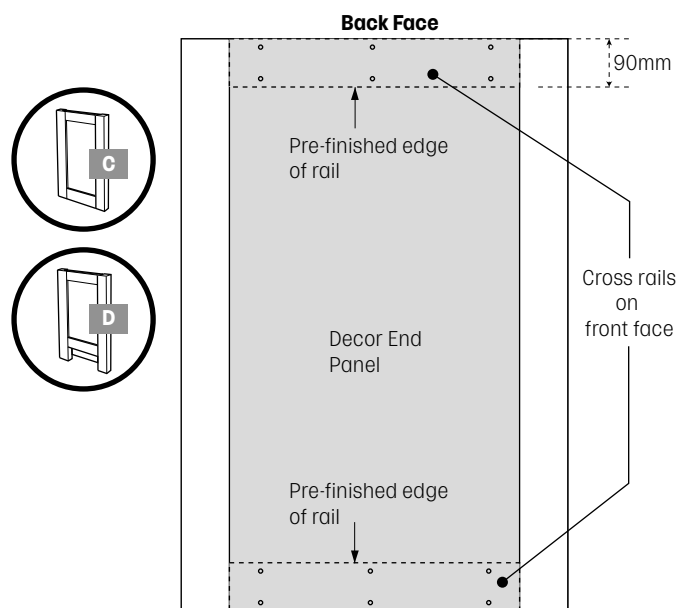 Back Face
90mm
Pre-finished edge
of rail
C
Cross rails
on
front face
D
Decor End
Panel
Pre-finished edge
of rail